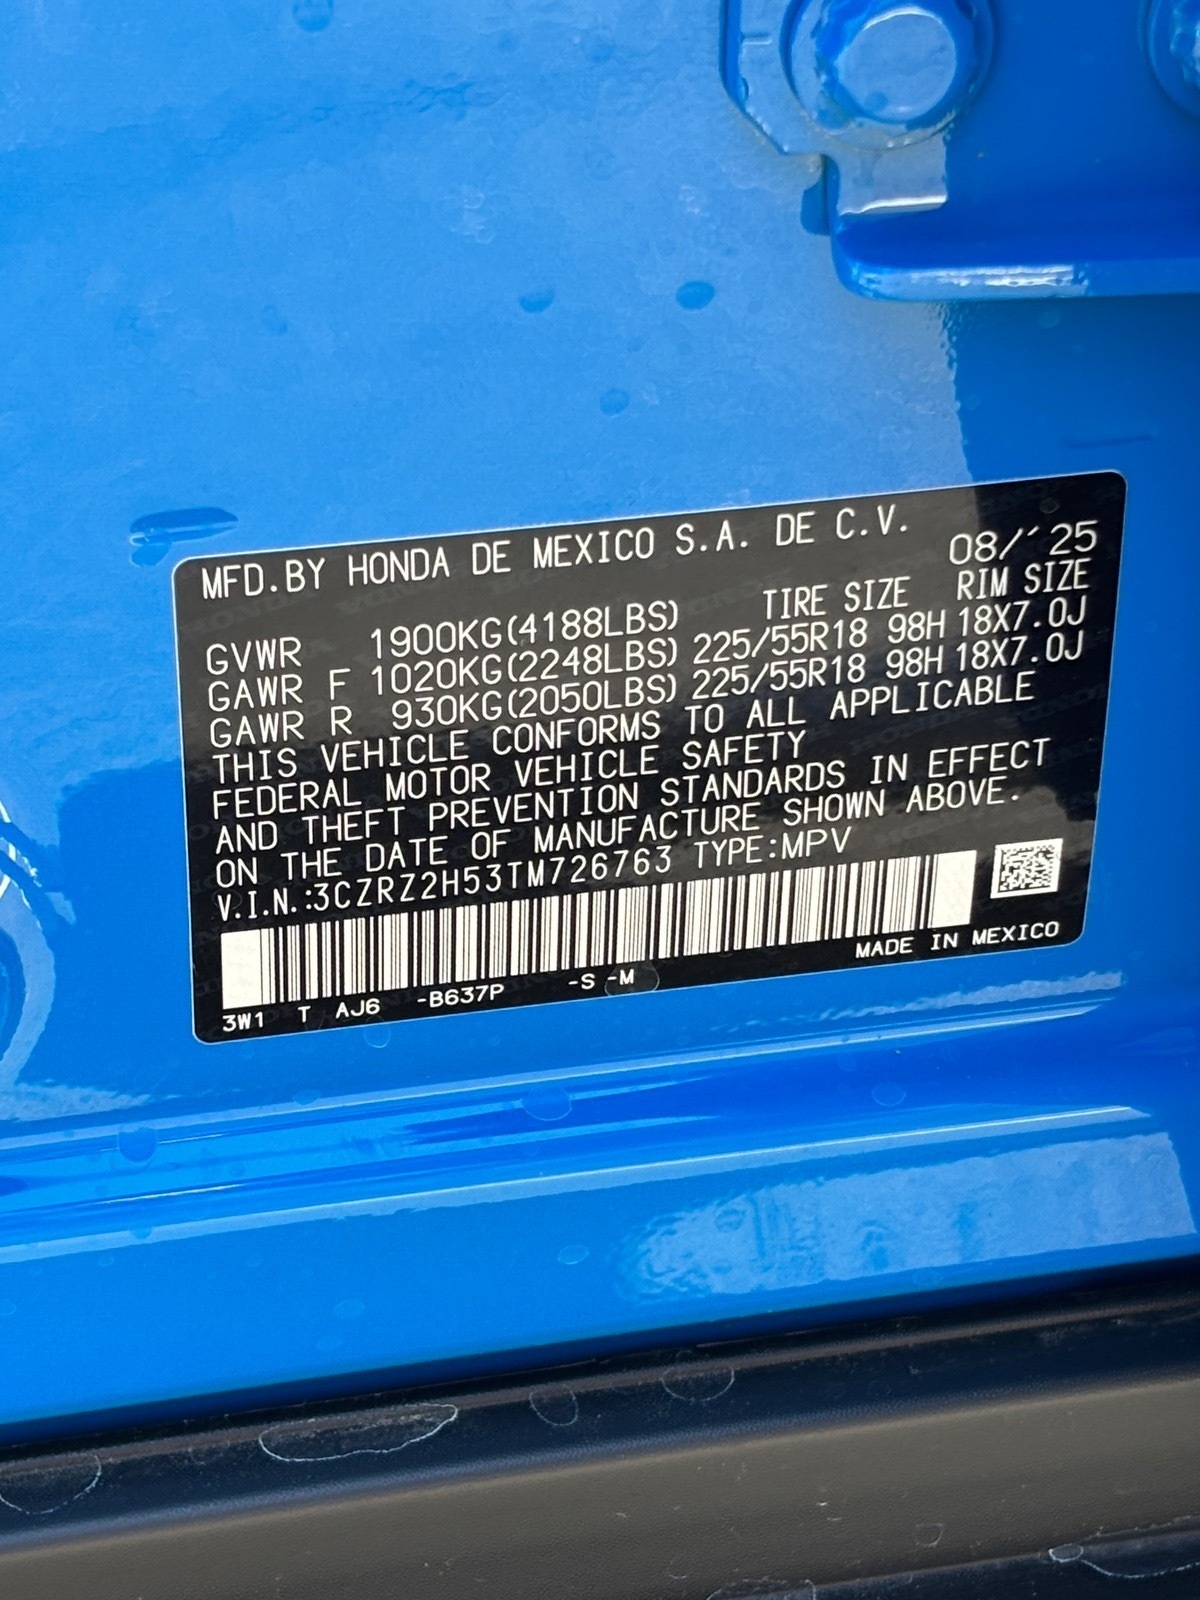 MFD.BY HONDA DE MEXICO S.A. DE C.V.
08/´25
TIRE SIZE RIM SIZE
GVWR 1900KG(4188LBS)
GAWR F 1020KG(2248LBS) 225/55R18 98H 18X7.0J
GAWR R 930KG(2050LBS) 225/55R18 98H 18X7.0J
THIS VEHICLE CONFORMS TO ALL APPLICABLE
FEDERAL MOTOR VEHICLE SAFETY
AND THEFT PREVENTION STANDARDS IN EFFECT
ON THE DATE OF MANUFACTURE SHOWN ABOVE.
V.I.N.:3CZRZ2H53TM726763 TYPE:MPV
MADE IN MEXICO
3W1 T AJ6 -B637P -S -M